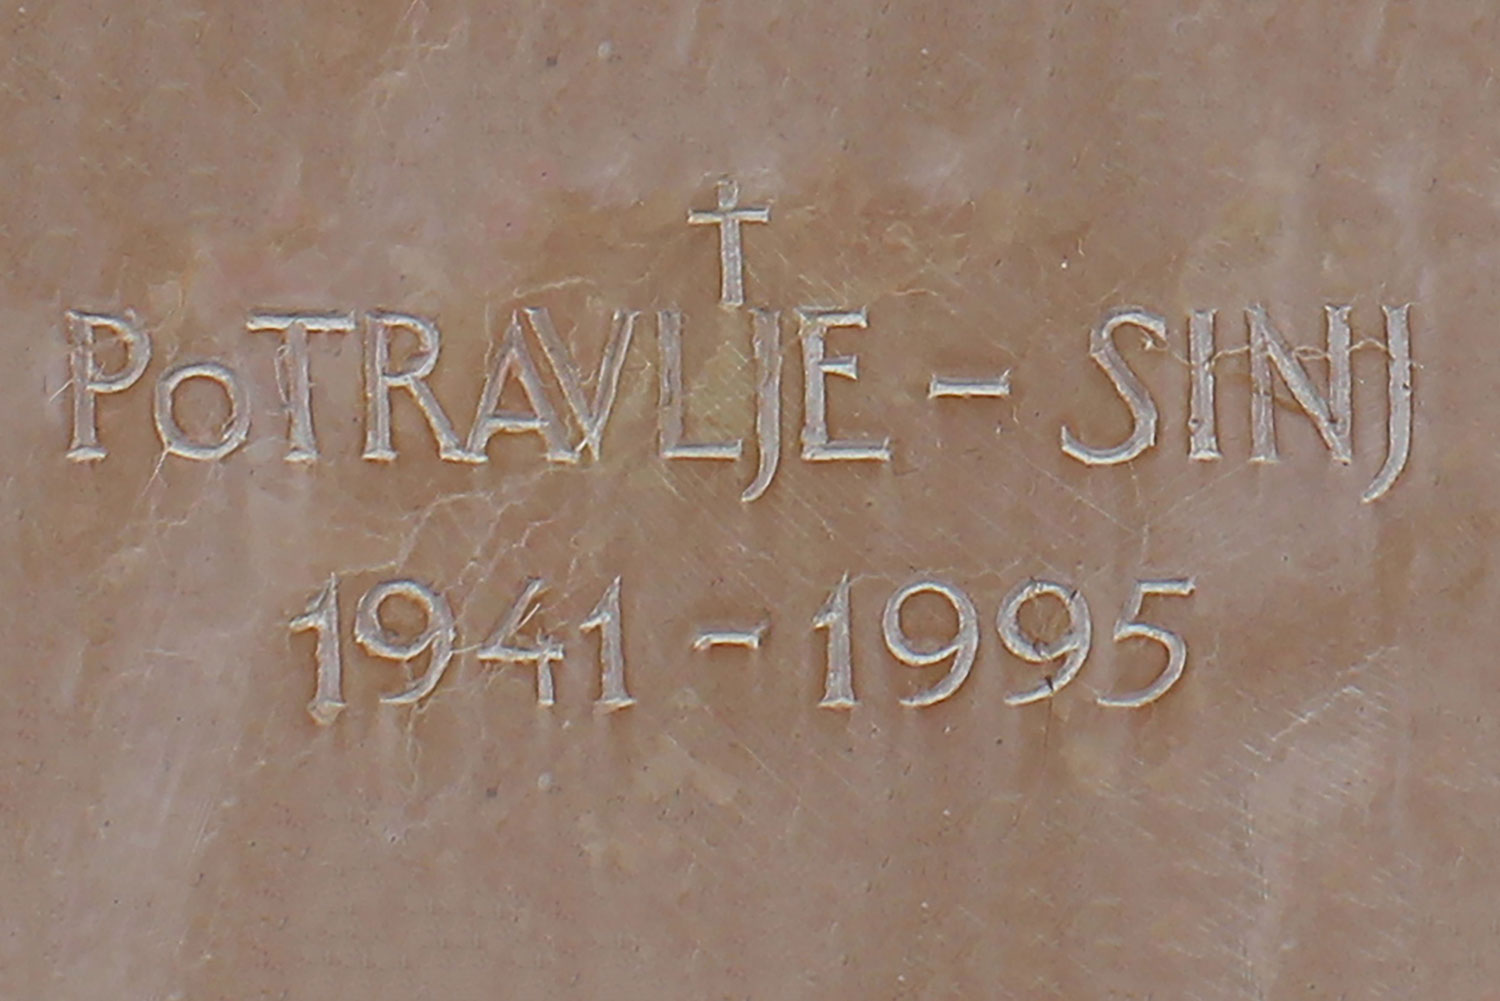 †
PoTRAVLJE - SINJ
1941 - 1995